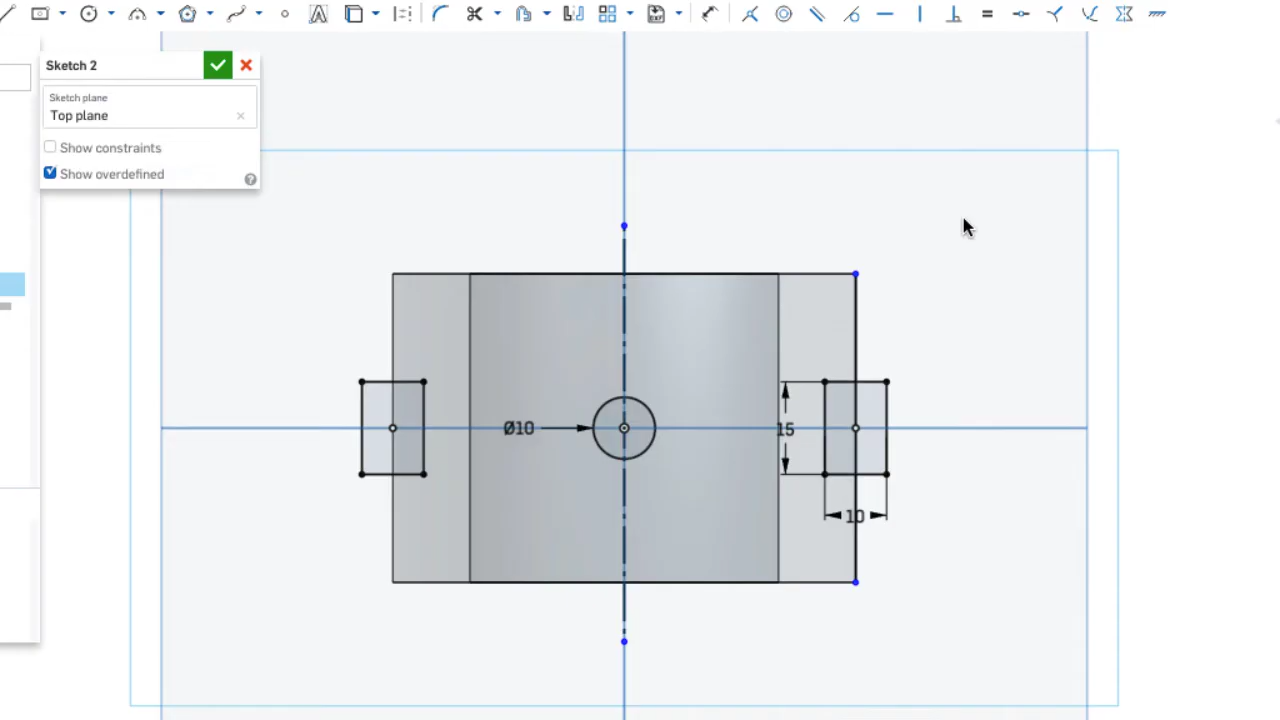 Sketch 2
Sketch plane
Top plane
Show constraints
Show overdefined
Ø10
15
10